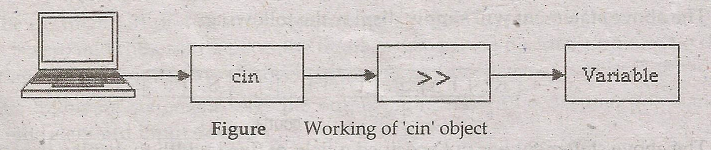 cin >> Variable
Figure Working of 'cin' object.